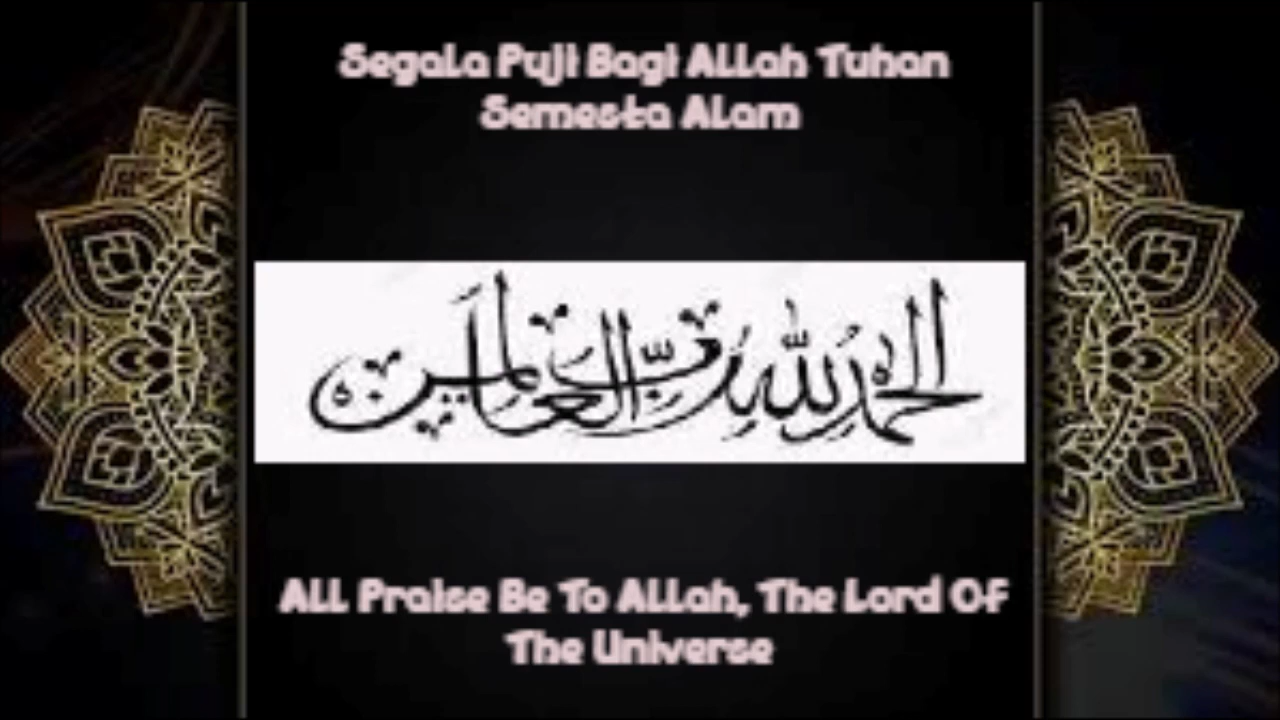 Segala Puji Bagi Allah Tuhan
Semesta Alam
الحمد لله رب العالمين
All Praise Be To Allah, The Lord Of
The Universe